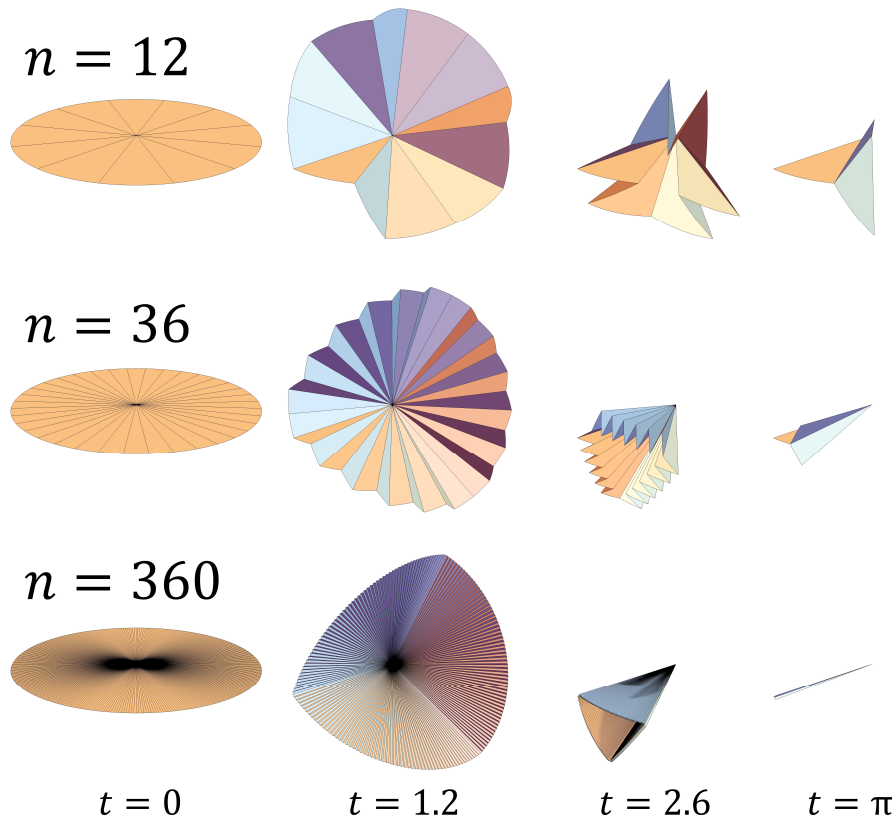 n = 12
n = 36
n = 360
t = 0 t = 1.2 t = 2.6 t = π